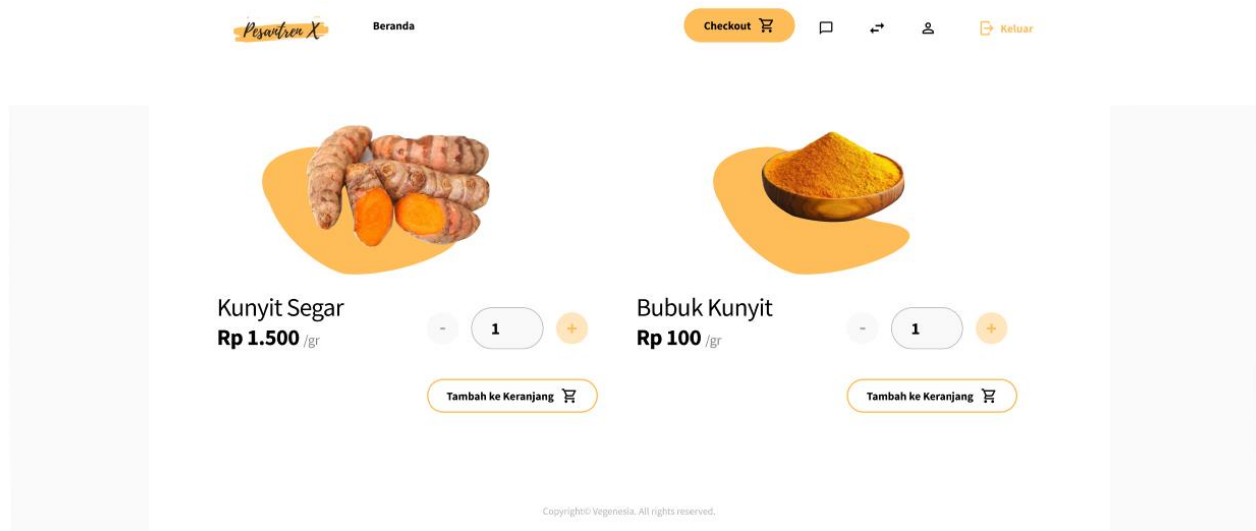 Pesantren X
Beranda
Checkout
Keluar
Kunyit Segar
Rp 1.500 /gr
- 1 +
Tambah ke Keranjang
Bubuk Kunyit
Rp 100 /gr
- 1 +
Tambah ke Keranjang
Copyright© Vegenesia. All rights reserved.